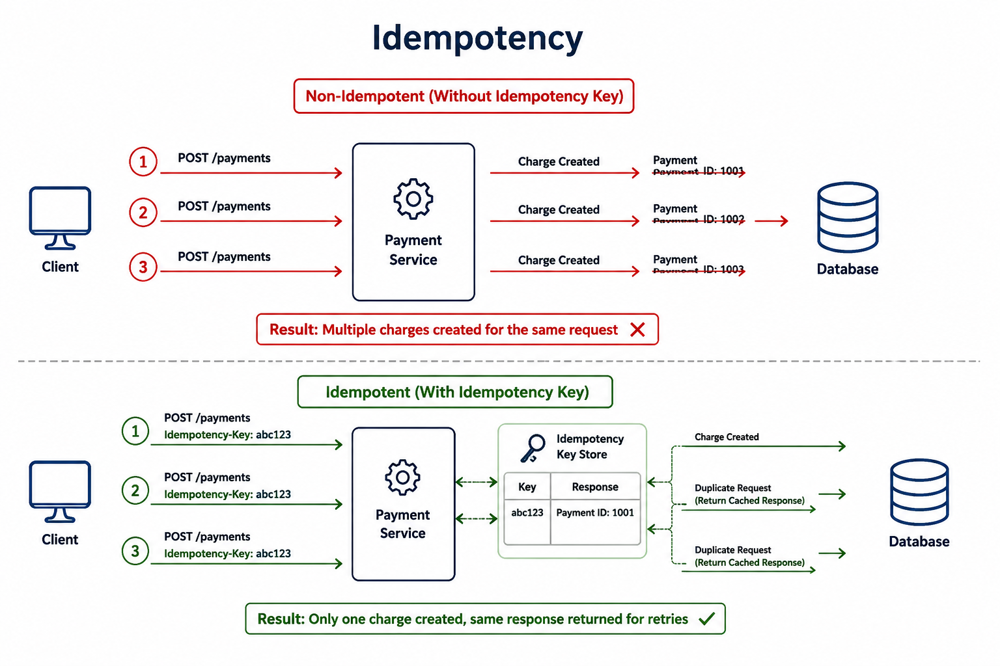 Idempotency
Non-Idempotent (Without Idempotency Key)
1
POST /payments
Charge Created
Payment
Payment ID: 1001
2
POST /payments
Charge Created
Payment
Payment ID: 1002
3
POST /payments
Charge Created
Payment
Payment ID: 1003
Client
Payment
Service
Database
Result: Multiple charges created for the same request
Idempotent (With Idempotency Key)
1
POST /payments
Idempotency-Key: abc123
2
POST /payments
Idempotency-Key: abc123
3
POST /payments
Idempotency-Key: abc123
Client
Payment
Service
Idempotency
Key Store
Key
Response
abc123
Payment ID: 1001
Charge Created
Duplicate Request
(Return Cached Response)
Duplicate Request
(Return Cached Response)
Database
Result: Only one charge created, same response returned for retries